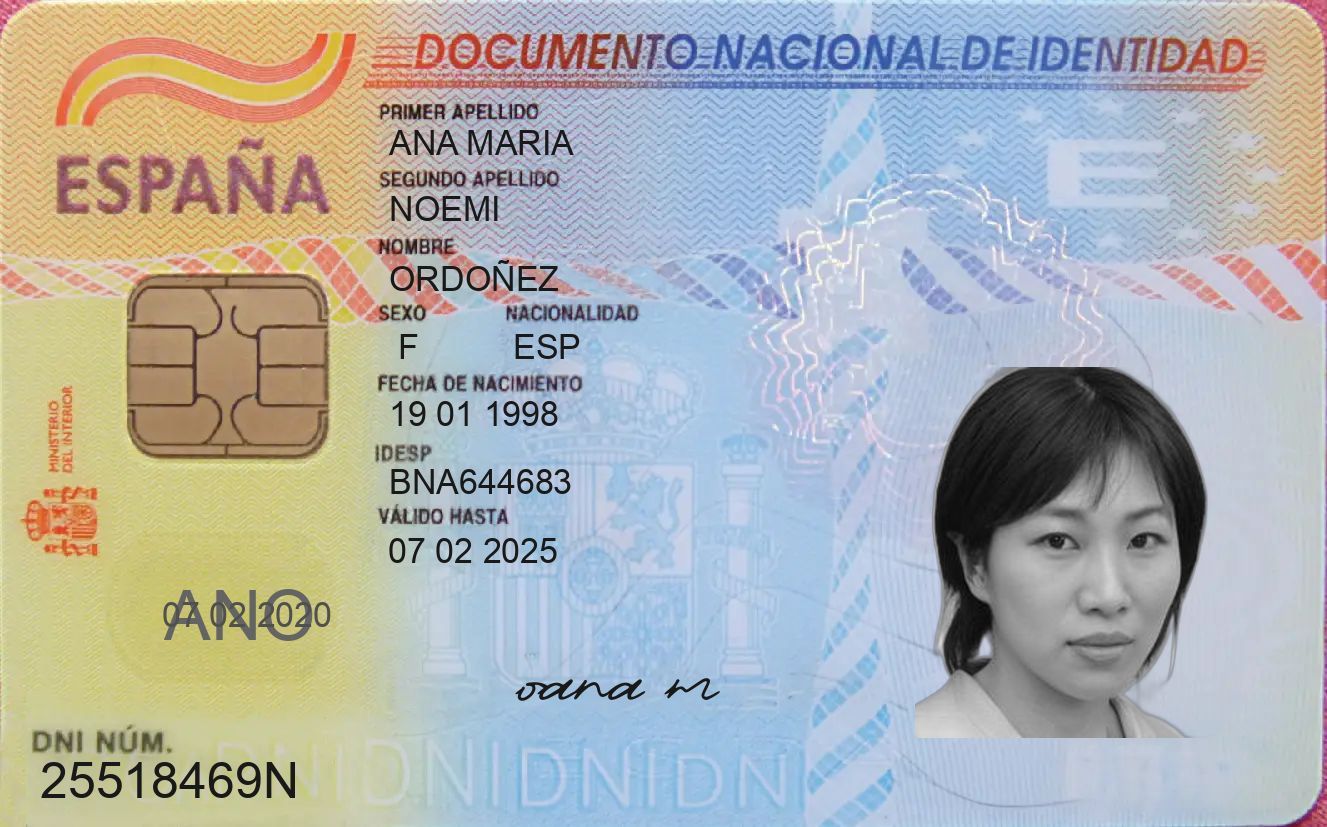 DOCUMENTO NACIONAL DE IDENTIDAD
ESPAÑA
PRIMER APELLIDO
ANA MARIA
SEGUNDO APELLIDO
NOEMI
NOMBRE
ORDOÑEZ
SEXO NACIONALIDAD
F ESP
FECHA DE NACIMIENTO
19 01 1998
IDESP
BNA644683
VÁLIDO HASTA
07 02 2025
MINISTERIO
DEL INTERIOR
E
ANO
07 02 2020
DNI NÚM.
25518469N
DNIDNIDNIDNI